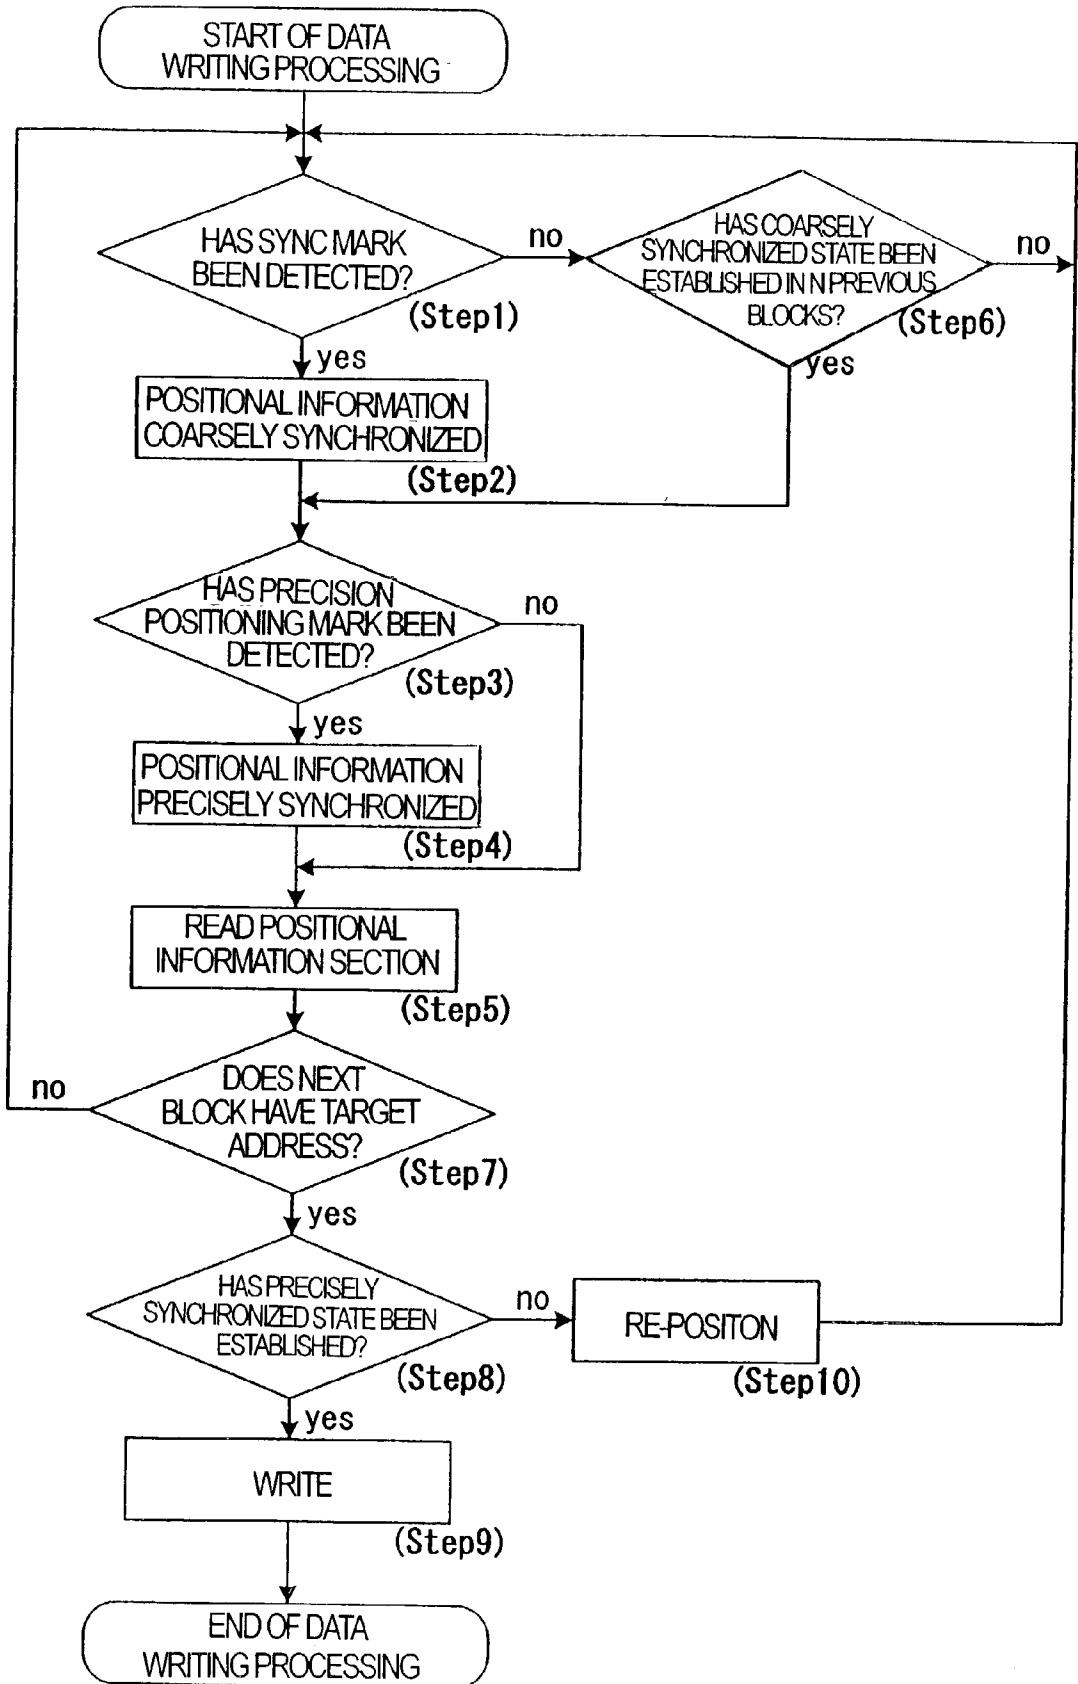 START OF DATA
WRITING PROCESSING
HAS SYNC MARK
BEEN DETECTED?
(Step1)
no
HAS COARSELY
SYNCHRONIZED STATE BEEN
ESTABLISHED IN N PREVIOUS
BLOCKS?
(Step6)
no
yes
yes
POSITIONAL INFORMATION
COARSELY SYNCHRONIZED
(Step2)
HAS PRECISION
POSITIONING MARK BEEN
DETECTED?
(Step3)
no
yes
POSITIONAL INFORMATION
PRECISELY SYNCHRONIZED
(Step4)
READ POSITIONAL
INFORMATION SECTION
(Step5)
DOES NEXT
BLOCK HAVE TARGET
ADDRESS?
(Step7)
no
yes
HAS PRECISELY
SYNCHRONIZED STATE BEEN
ESTABLISHED?
(Step8)
no
RE-POSITON
(Step10)
yes
WRITE
(Step9)
END OF DATA
WRITING PROCESSING